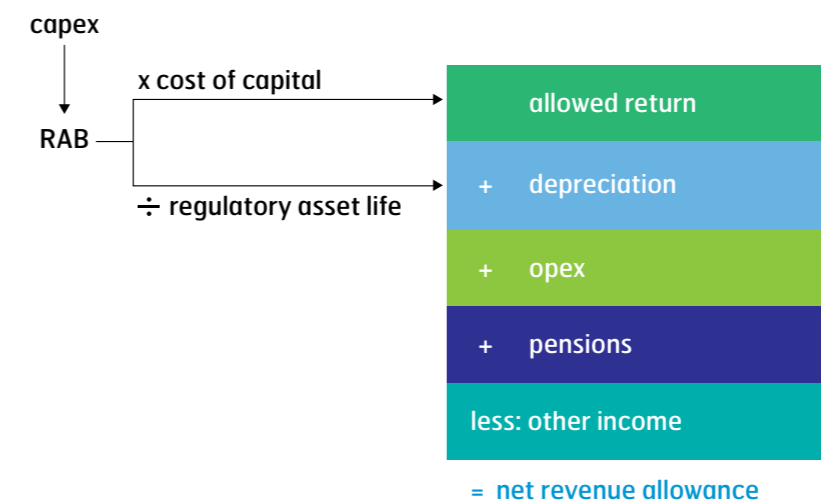 capex
x cost of capital
RAB
÷ regulatory asset life
allowed return
+ depreciation
+ opex
+ pensions
less: other income
= net revenue allowance